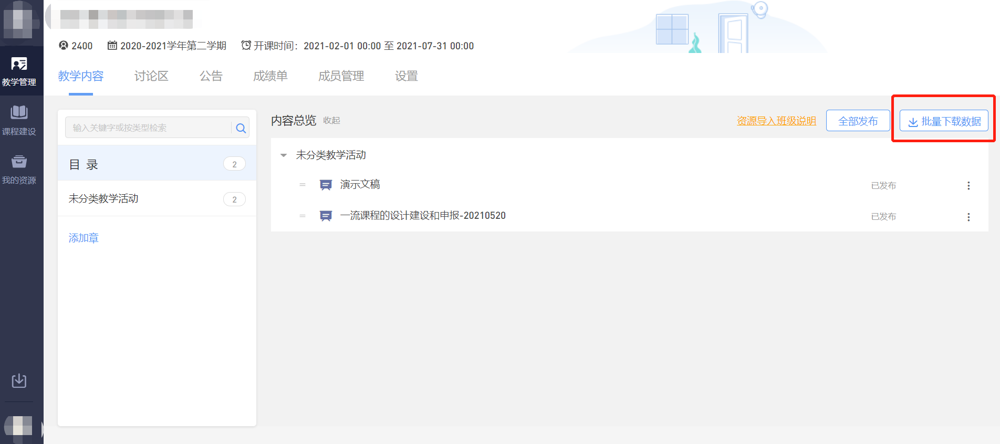 2400 2020-2021学年第二学期 开课时间：2021-02-01 00:00 至 2021-07-31 00:00
教学内容 讨论区 公告 成绩单 成员管理 设置
教学管理
课程建设
我的资源
输入关键字或按类型检索
目 录 2
未分类教学活动 2
添加章
内容总览 收起 资源导入班级说明 全部发布 批量下载数据
未分类教学活动
演示文稿 已发布
一流课程的设计建设和申报-20210520 已发布